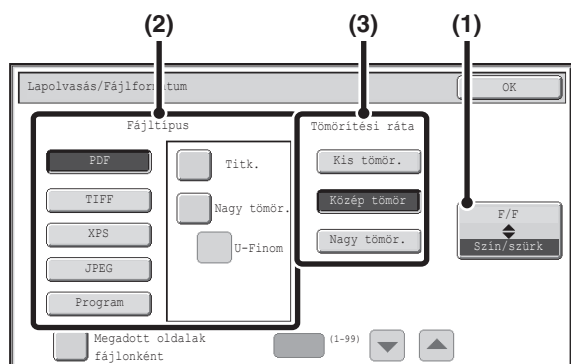 (2) (3) (1)
Lapolvasás/Fájlformátum OK
Fájltípus Tömörítési ráta
PDF Titk. Kis tömör.
TIFF Nagy tömör. Közép tömör
XPS U-Finom Nagy tömör.
F/F
Szín/szürk
JPEG
Program
Megadott oldalak (1-99)
fájlonként